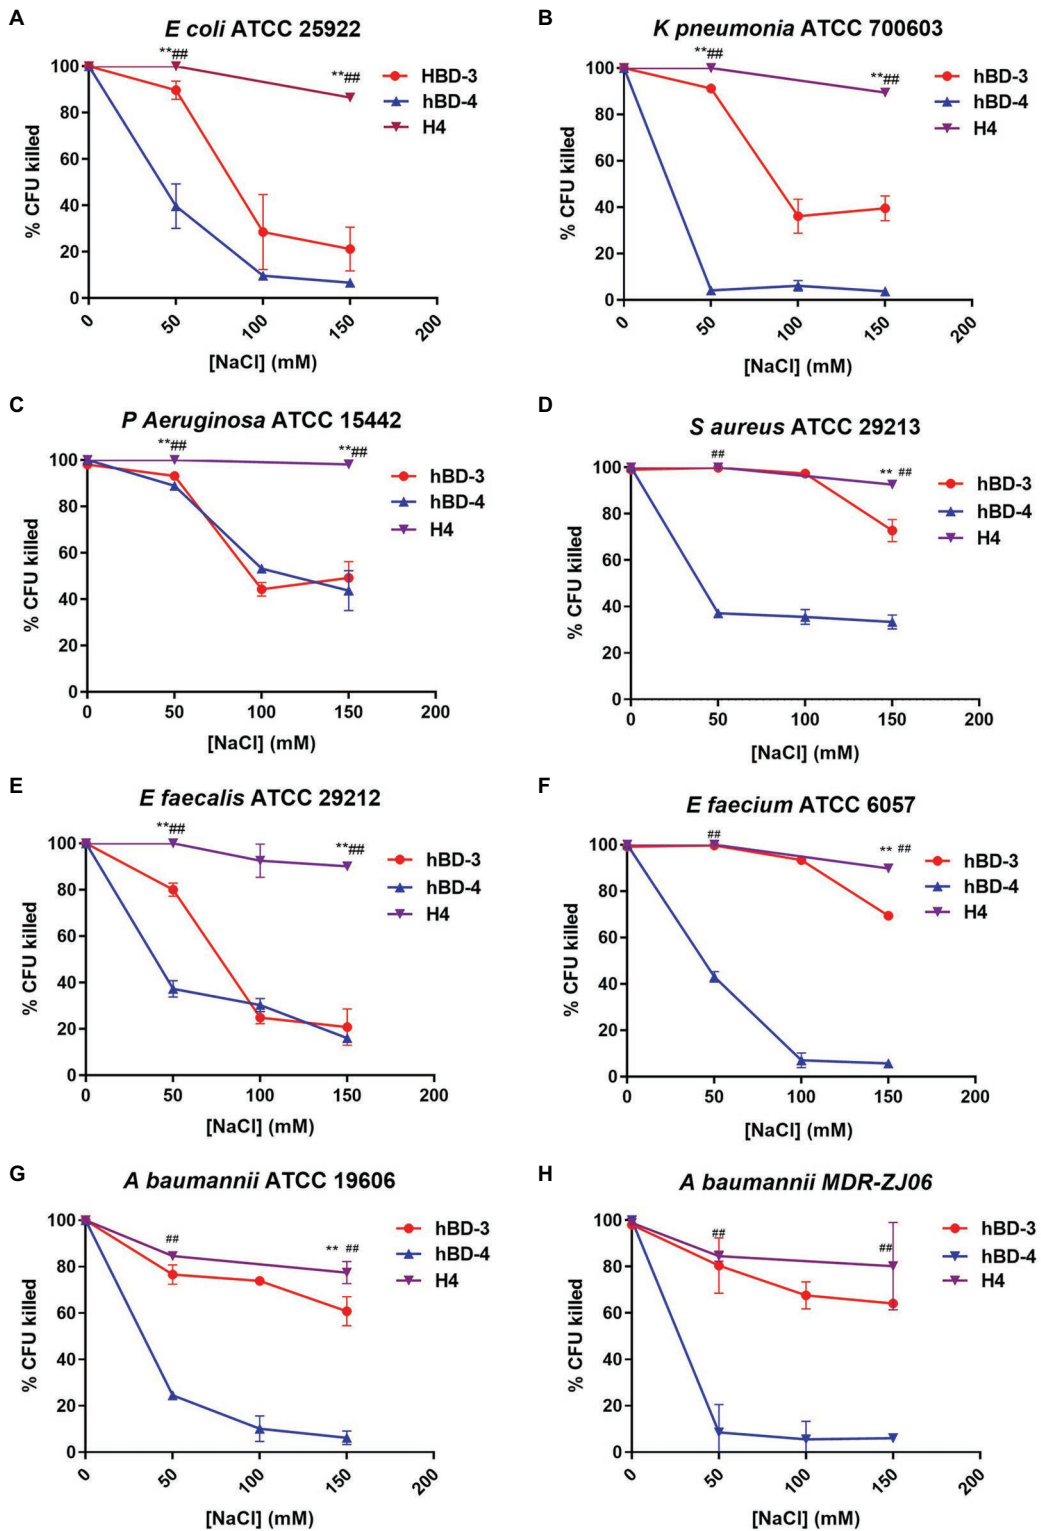 A
E coli ATCC 25922
**##
**##
HBD-3
hBD-4
H4
100
80
60
40
20
0
% CFU killed
0 50 100 150 200
[NaCl] (mM)
B
K pneumonia ATCC 700603
**##
**##
hBD-3
hBD-4
H4
100
80
60
40
20
0
% CFU killed
0 50 100 150 200
[NaCl] (mM)
C
P Aeruginosa ATCC 15442
**##
**##
hBD-3
hBD-4
H4
100
80
60
40
20
0
% CFU killed
0 50 100 150 200
[NaCl] (mM)
D
S aureus ATCC 29213
##
** ##
hBD-3
hBD-4
H4
100
80
60
40
20
0
% CFU killed
0 50 100 150 200
[NaCl] (mM)
E
E faecalis ATCC 29212
**##
**##
hBD-3
hBD-4
H4
100
80
60
40
20
0
% CFU killed
0 50 100 150 200
[NaCl] (mM)
F
E faecium ATCC 6057
##
** ##
hBD-3
hBD-4
H4
100
80
60
40
20
0
% CFU killed
0 50 100 150 200
[NaCl] (mM)
G
A baumannii ATCC 19606
##
** ##
hBD-3
hBD-4
H4
100
80
60
40
20
0
% CFU killed
0 50 100 150 200
[NaCl] (mM)
H
A baumannii MDR-ZJ06
##
##
hBD-3
hBD-4
H4
100
80
60
40
20
0
% CFU killed
0 50 100 150 200
[NaCl] (mM)